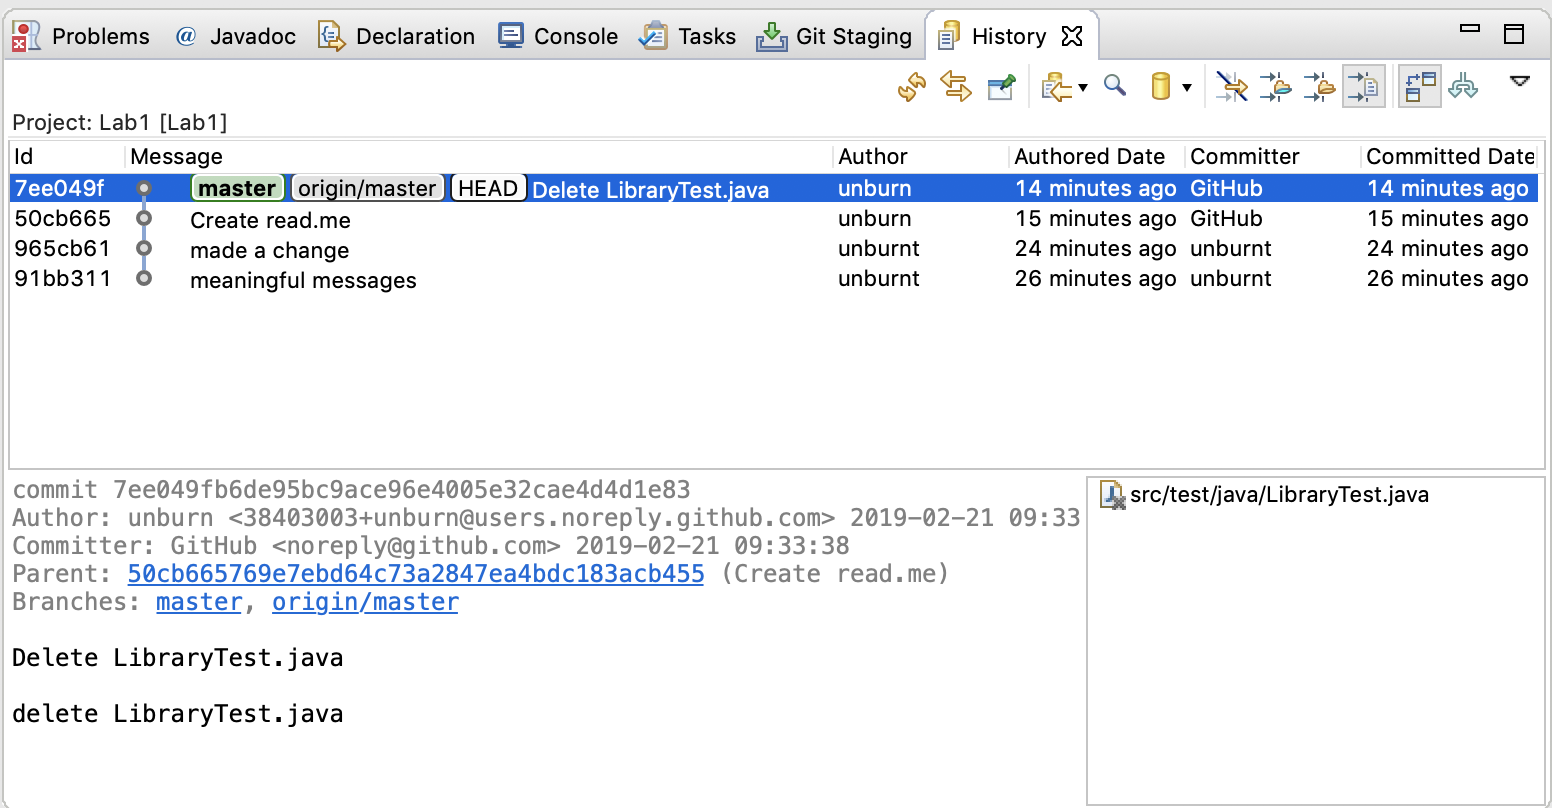 Problems @ Javadoc Declaration Console Tasks Git Staging History
Project: Lab1 [Lab1]
Id Message Author Authored Date Committer Committed Date
7ee049f master origin/master HEAD Delete LibraryTest.java unburn 14 minutes ago GitHub 14 minutes ago
50cb665 Create read.me unburn 15 minutes ago GitHub 15 minutes ago
965cb61 made a change unburnt 24 minutes ago unburnt 24 minutes ago
91bb311 meaningful messages unburnt 26 minutes ago unburnt 26 minutes ago
commit 7ee049fb6de95bc9ace96e4005e32cae4d4d1e83
Author: unburn <38403003+unburn@users.noreply.github.com> 2019-02-21 09:33
Committer: GitHub <noreply@github.com> 2019-02-21 09:33:38
Parent: 50cb665769e7ebd64c73a2847ea4bdc183acb455 (Create read.me)
Branches: master, origin/master
Delete LibraryTest.java
delete LibraryTest.java
src/test/java/LibraryTest.java